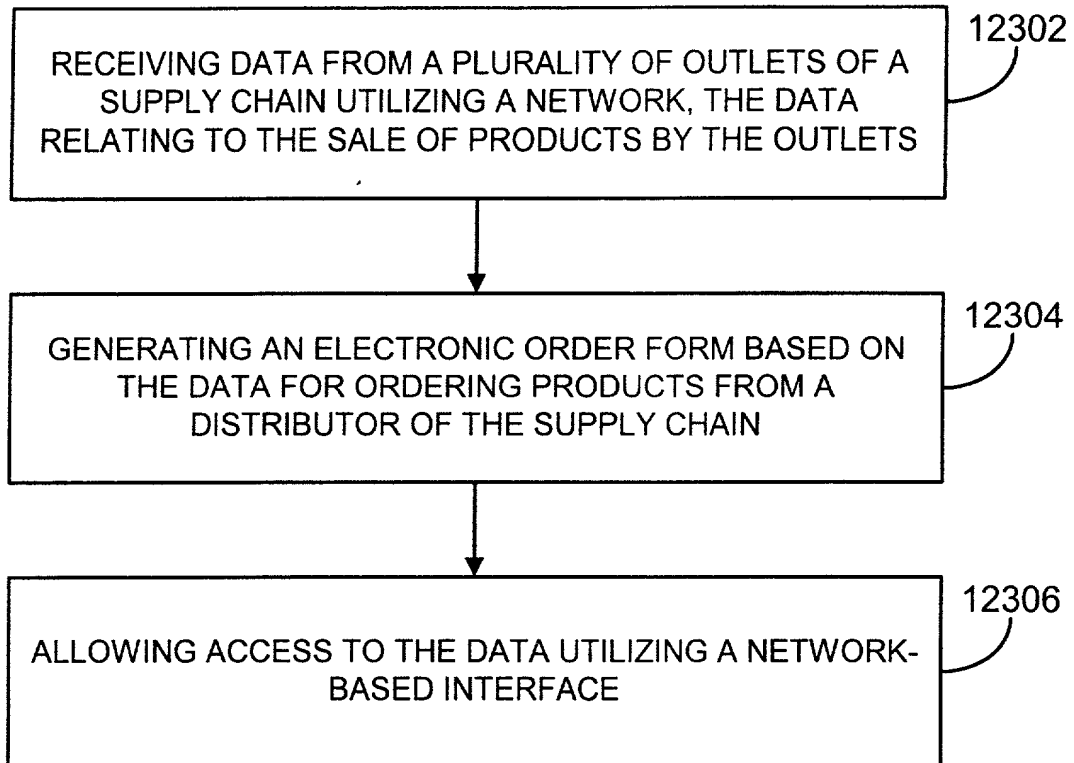 12302
RECEIVING DATA FROM A PLURALITY OF OUTLETS OF A
SUPPLY CHAIN UTILIZING A NETWORK, THE DATA
RELATING TO THE SALE OF PRODUCTS BY THE OUTLETS
12304
GENERATING AN ELECTRONIC ORDER FORM BASED ON
THE DATA FOR ORDERING PRODUCTS FROM A
DISTRIBUTOR OF THE SUPPLY CHAIN
12306
ALLOWING ACCESS TO THE DATA UTILIZING A NETWORK-
BASED INTERFACE